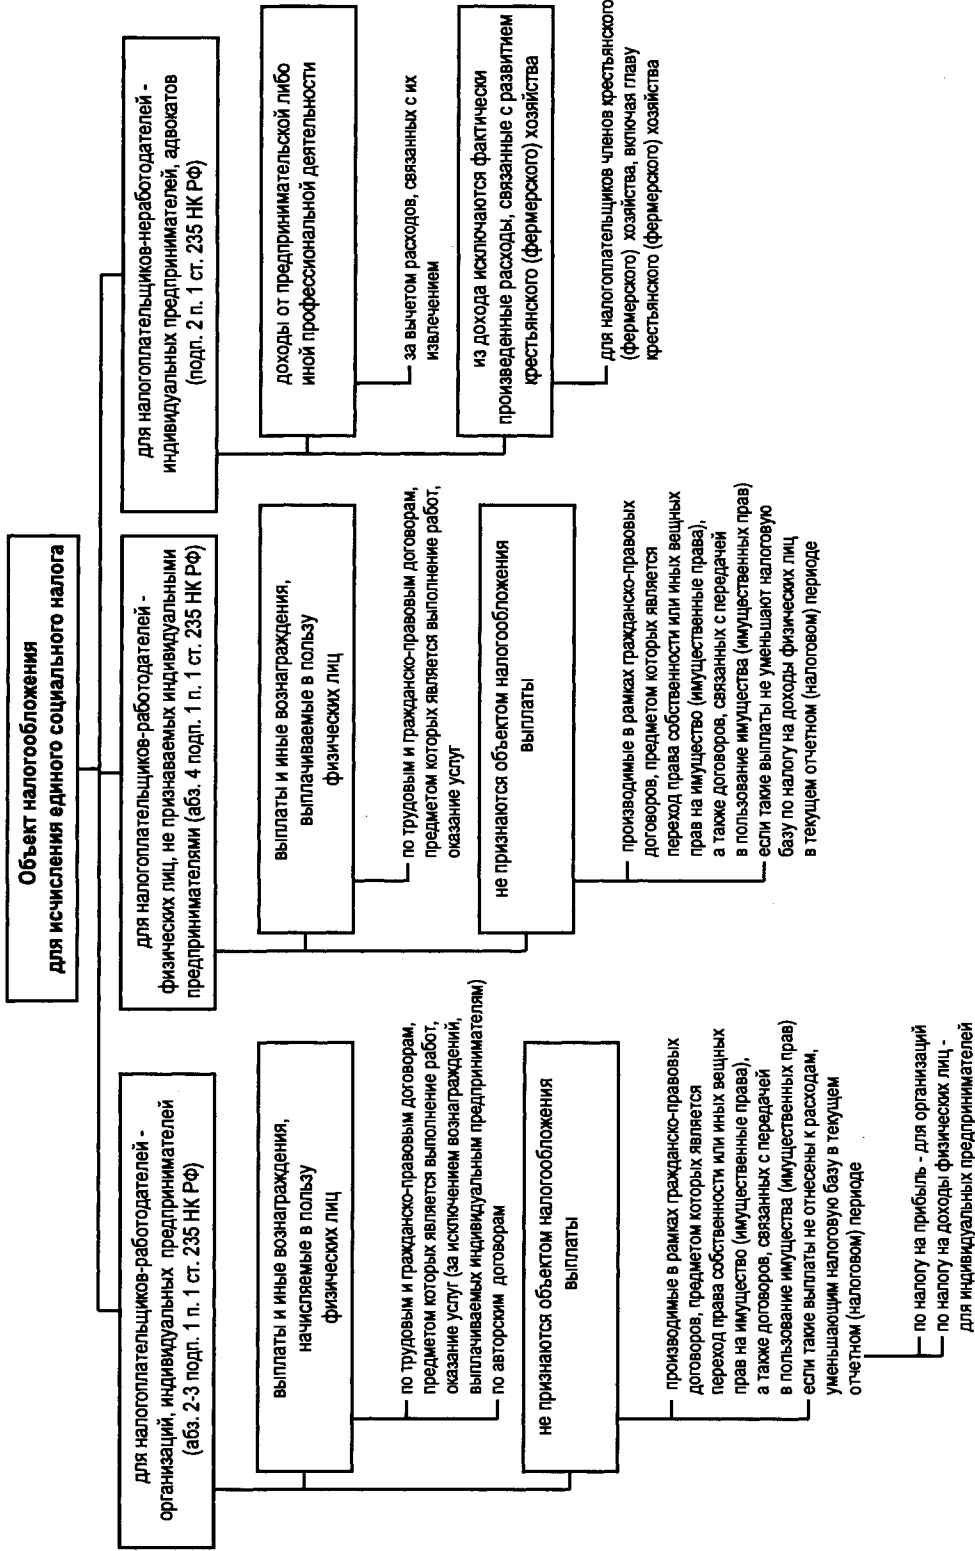 Объект налогообложения
для исчисления единого социального налога
для налогоплательщиков-работодателей -
организаций, индивидуальных предпринимателей
(абз. 2-3 подп. 1 п. 1 ст. 235 НК РФ)
выплаты и иные вознаграждения,
начисляемые в пользу
физических лиц
по трудовым и гражданско-правовым договорам,
предметом которых является выполнение работ,
оказание услуг (за исключением вознаграждений,
выплачиваемых индивидуальным предпринимателям)
по авторским договорам
не признаются объектом налогообложения
выплаты
производимые в рамках гражданско-правовых
договоров, предметом которых является
переход права собственности или иных вещных
прав на имущество (имущественные права),
а также договоров, связанных с передачей
в пользование имущества (имущественных прав)
если такие выплаты не отнесены к расходам,
уменьшающим налоговую базу в текущем
отчетном (налоговом) периоде
по налогу на прибыль - для организаций
по налогу на доходы физических лиц -
для индивидуальных предпринимателей
для налогоплательщиков-работодателей -
физических лиц, не признаваемых индивидуальными
предпринимателями (абз. 4 подп. 1 п. 1 ст. 235 НК РФ)
выплаты и иные вознаграждения,
выплачиваемые в пользу
физических лиц
по трудовым и гражданско-правовым договорам,
предметом которых является выполнение работ,
оказание услуг
не признаются объектом налогообложения
выплаты
производимые в рамках гражданско-правовых
договоров, предметом которых является
переход права собственности или иных вещных
прав на имущество (имущественные права),
а также договоров, связанных с передачей
в пользование имущества (имущественных прав)
если такие выплаты не уменьшают налоговую
базу по налогу на доходы физических лиц
в текущем отчетном (налоговом) периоде
для налогоплательщиков-неработодателей -
индивидуальных предпринимателей, адвокатов
(подп. 2 п. 1 ст. 235 НК РФ)
доходы от предпринимательской либо
иной профессиональной деятельности
за вычетом расходов, связанных с их
извлечением
из дохода исключаются фактически
произведенные расходы, связанные с развитием
крестьянского (фермерского) хозяйства
для налогоплательщиков членов крестьянского
(фермерского) хозяйства, включая главу
крестьянского (фермерского) хозяйства